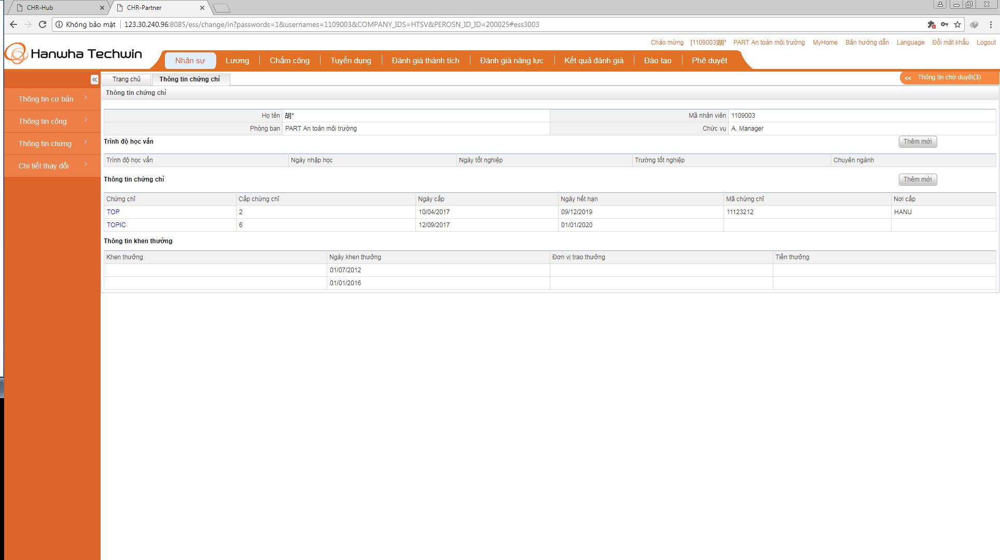 CHR-Hub
CHR-Partner
Không bảo mật
123.30.240.96:8085/ess/change/in?passwords=1&usernames=1109003&COMPANY_IDS=HTSV&PEROSN_ID_ID=200025#ess3003
Chào mừng [1109003]胡* PART An toàn môi trường MyHome Bản hướng dẫn Language Đổi mật khẩu Logout
Hanwha Techwin
Nhân sự Lương Chấm công Tuyển dụng Đánh giá thành tích Đánh giá năng lực Kết quả đánh giá Đào tạo Phê duyệt
Trang chủ Thông tin chứng chỉ
<< Thông tin chờ duyệt(3)
Thông tin cơ bản
Thông tin công
Thông tin chứng
Chi tiết thay đổi
Thông tin chứng chỉ
Họ tên 胡* Mã nhân viên 1109003
Phòng ban PART An toàn môi trường Chức vụ A. Manager
Trình độ học vấn Thêm mới
Trình độ học vấn Ngày nhập học Ngày tốt nghiệp Trường tốt nghiệp Chuyên ngành
Thông tin chứng chỉ Thêm mới
Chứng chỉ Cấp chứng chỉ Ngày cấp Ngày hết hạn Mã chứng chỉ Nơi cấp
TOP 2 10/04/2017 09/12/2019 11123212 HANU
TOPIC 6 12/09/2017 01/01/2020
Thông tin khen thưởng
Khen thưởng Ngày khen thưởng Đơn vị trao thưởng Tiền thưởng
01/07/2012
01/01/2016